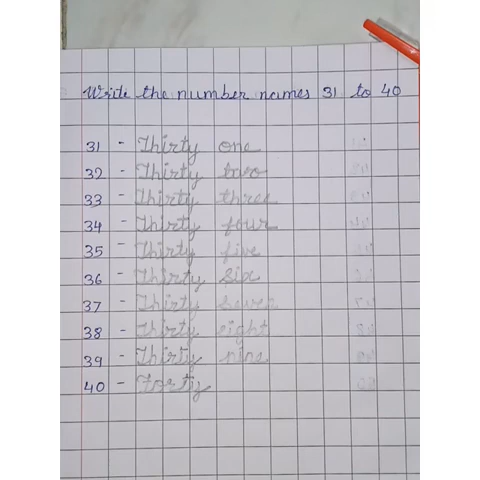 Write the number names 31 to 40
31 - Thirty one
32 - Thirty two
33 - Thirty three
34 - Thirty four
35 - Thirty five
36 - Thirty six
37 - Thirty seven
38 - Thirty eight
39 - Thirty nine
40 - Forty